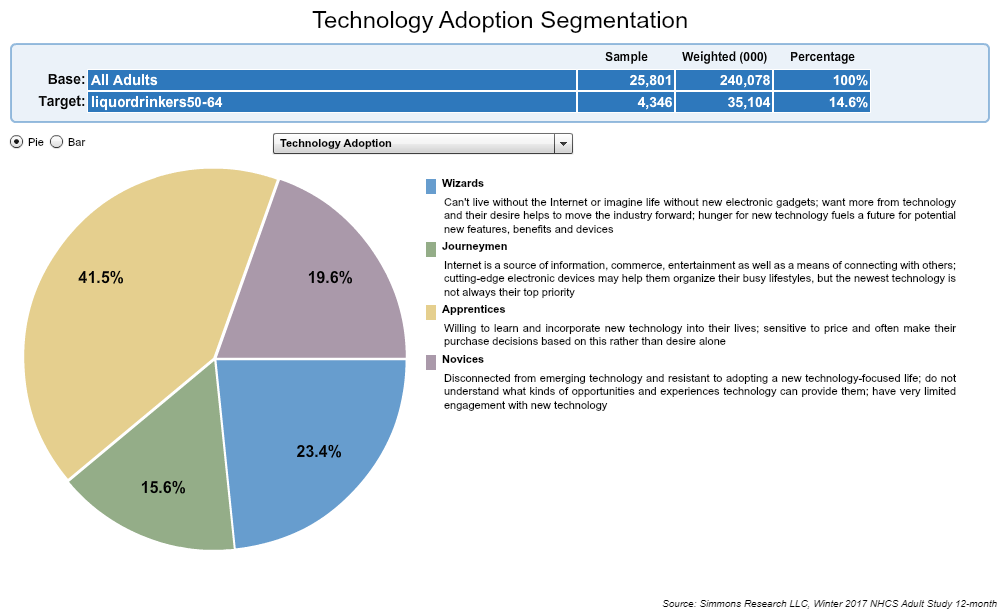 Technology Adoption Segmentation
Sample Weighted (000) Percentage
Base: All Adults 25,801 240,078 100%
Target: liquordrinkers50-64 4,346 35,104 14.6%
Pie Bar Technology Adoption
Wizards
Can't live without the Internet or imagine life without new electronic gadgets; want more from technology
and their desire helps to move the industry forward; hunger for new technology fuels a future for potential
new features, benefits and devices
Journeymen
Internet is a source of information, commerce, entertainment as well as a means of connecting with others;
cutting-edge electronic devices may help them organize their busy lifestyles, but the newest technology is
not always their top priority
Apprentices
Willing to learn and incorporate new technology into their lives; sensitive to price and often make their
purchase decisions based on this rather than desire alone
Novices
Disconnected from emerging technology and resistant to adopting a new technology-focused life; do not
understand what kinds of opportunities and experiences technology can provide them; have very limited
engagement with new technology
41.5%
19.6%
23.4%
15.6%
Source: Simmons Research LLC, Winter 2017 NHCS Adult Study 12-month